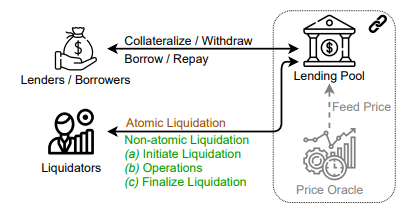 Collateralize / Withdraw
Borrow / Repay
Lenders / Borrowers
Lending Pool
Feed Price
Atomic Liquidation
Non-atomic Liquidation
(a) Initiate Liquidation
(b) Operations
(c) Finalize Liquidation
Liquidators
Price Oracle